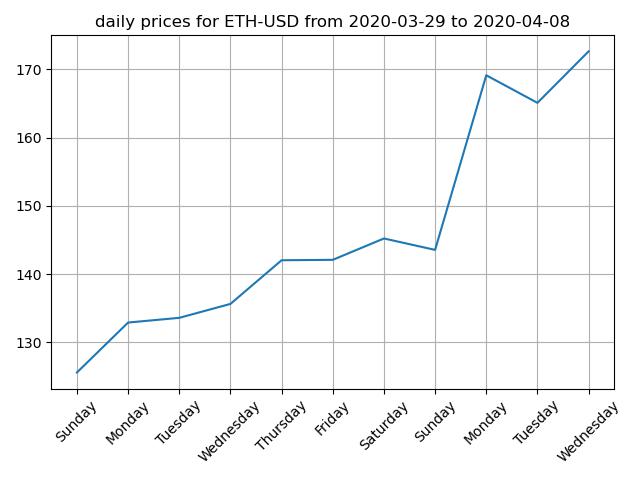 daily prices for ETH-USD from 2020-03-29 to 2020-04-08
170
160
150
140
130
Sunday
Monday
Tuesday
Wednesday
Thursday
Friday
Saturday
Sunday
Monday
Tuesday
Wednesday